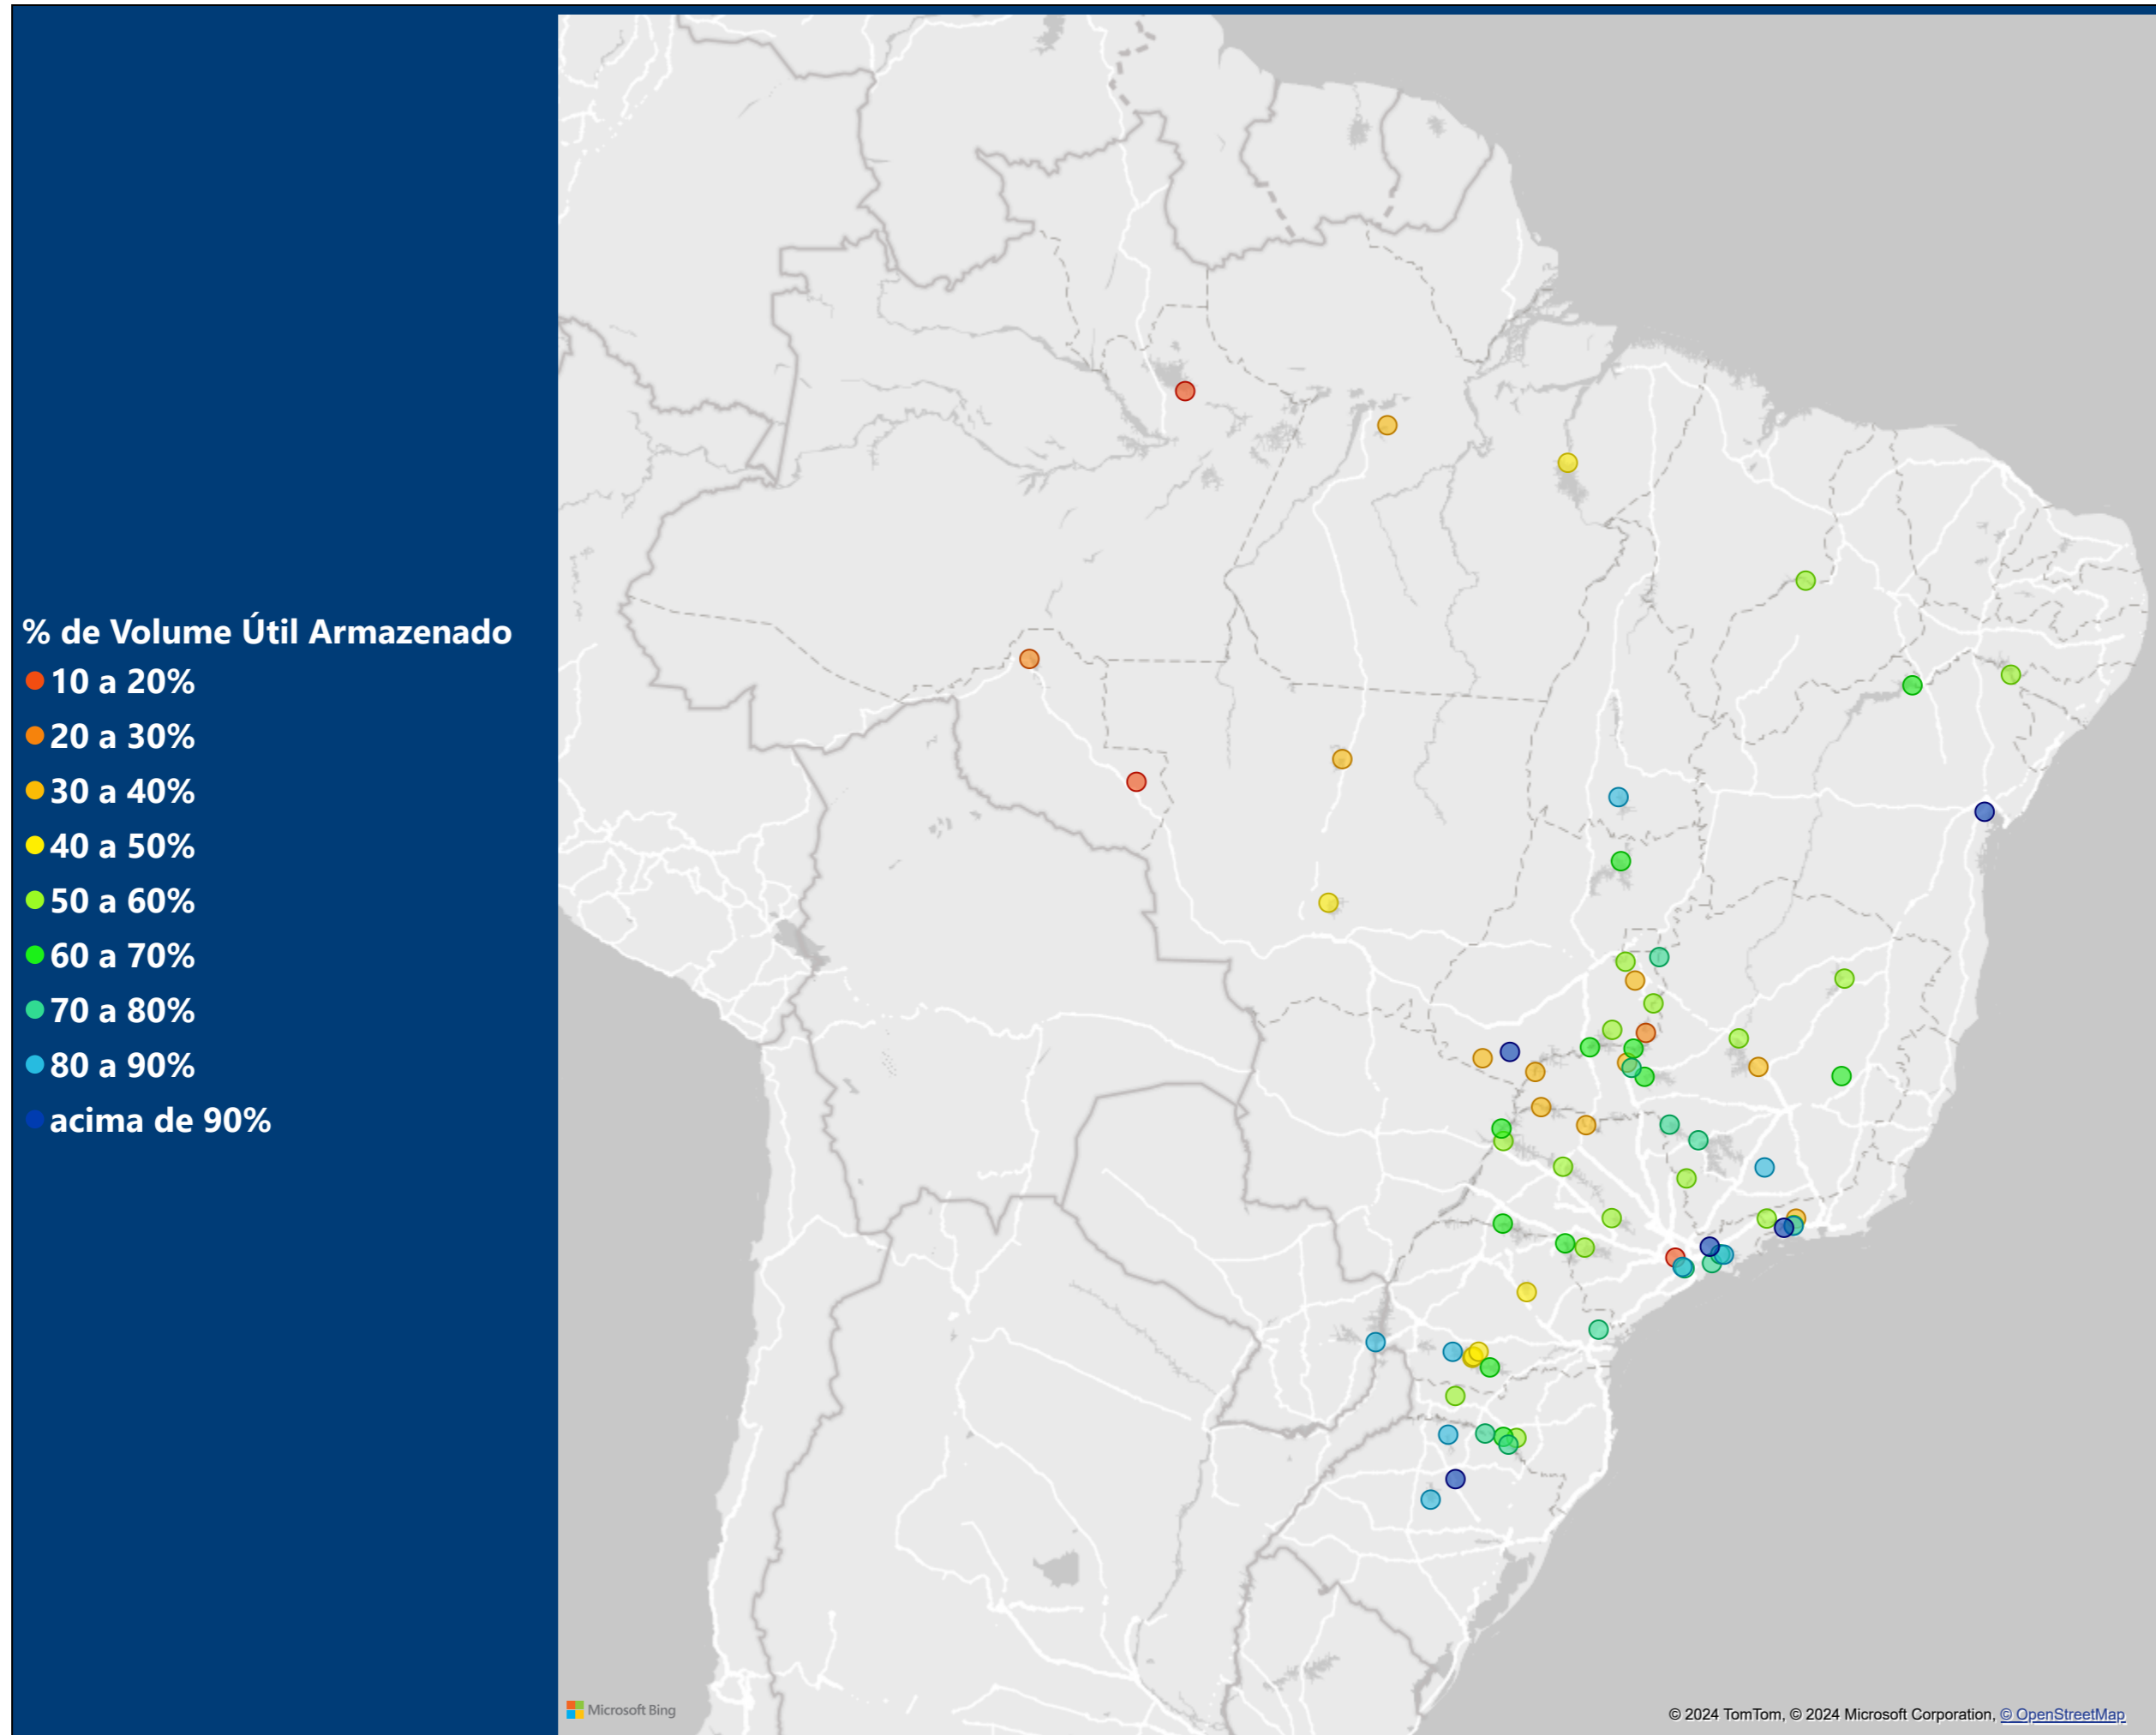 % de Volume Útil Armazenado
10 a 20%
20 a 30%
30 a 40%
40 a 50%
50 a 60%
60 a 70%
70 a 80%
80 a 90%
acima de 90%
Microsoft Bing
© 2024 TomTom, © 2024 Microsoft Corporation, © OpenStreetMap